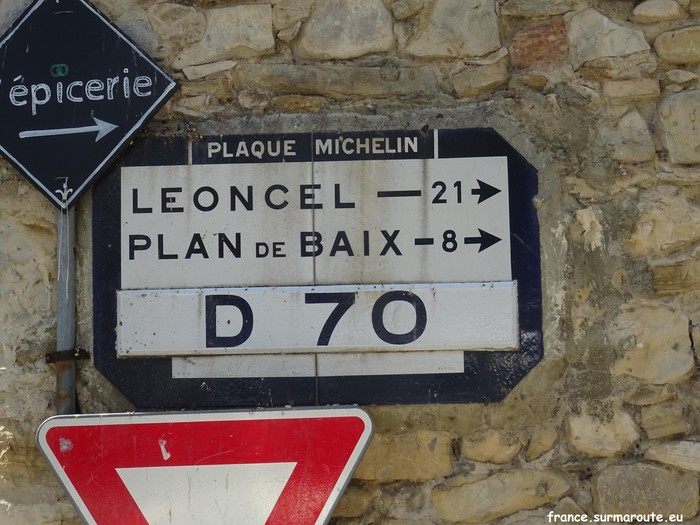 l'épicerie
PLAQUE MICHELIN
LEONCEL 21
PLAN DE BAIX 8
D 70
france.surmaroute.eu